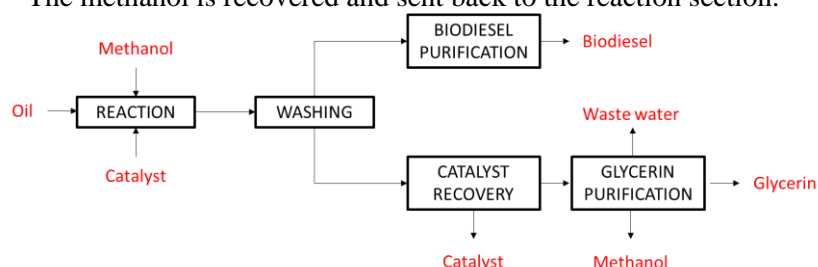 The methanol is recovered and sent back to the reaction section.
BIODIESEL
PURIFICATION
Biodiesel
Methanol
Oil
REACTION
WASHING
Catalyst
Waste water
CATALYST
RECOVERY
GLYCERIN
PURIFICATION
Glycerin
Catalyst
Methanol